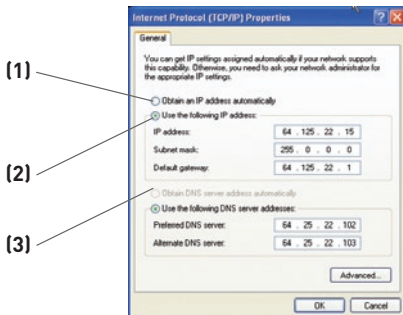 Internet Protocol (TCP/IP) Properties
General
You can get IP settings assigned automatically if your network supports
this capability. Otherwise, you need to ask your network administrator for
the appropriate IP settings.
(1)
Obtain an IP address automatically
Use the following IP address:
(2)
IP address: 64 . 125 . 22 . 15
Subnet mask: 255 . 0 . 0 . 0
Default gateway: 64 . 125 . 22 . 1
Obtain DNS server address automatically
(3)
Use the following DNS server addresses:
Preferred DNS server: 64 . 25 . 22 . 102
Alternate DNS server: 64 . 25 . 22 . 103
Advanced...
OK Cancel